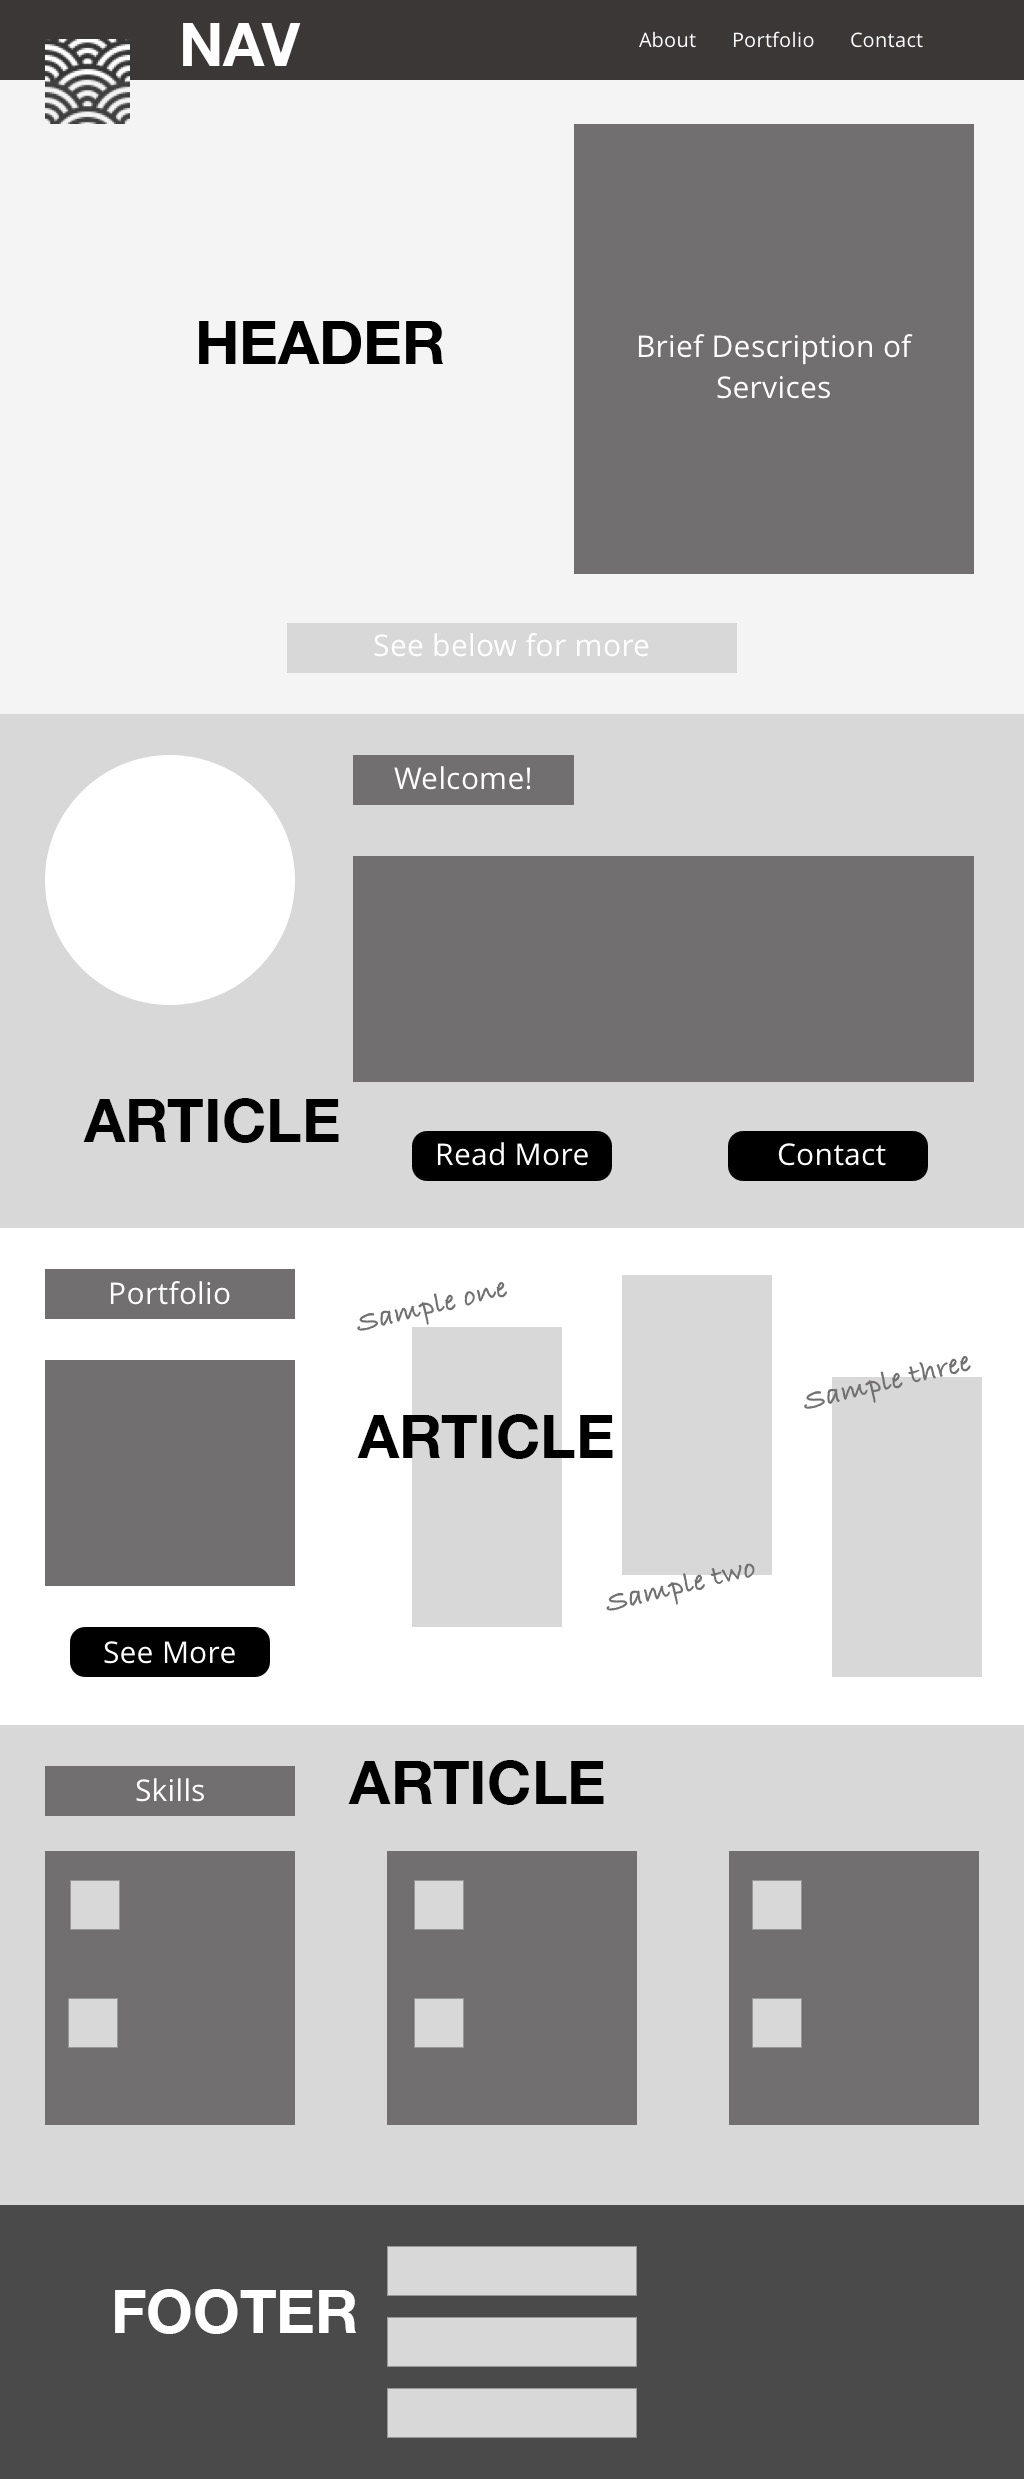 NAV
About
Portfolio
Contact
HEADER
Brief Description of
Services
See below for more
Welcome!
ARTICLE
Read More
Contact
Portfolio
Sample one
Sample three
ARTICLE
Sample two
See More
Skills
ARTICLE
FOOTER